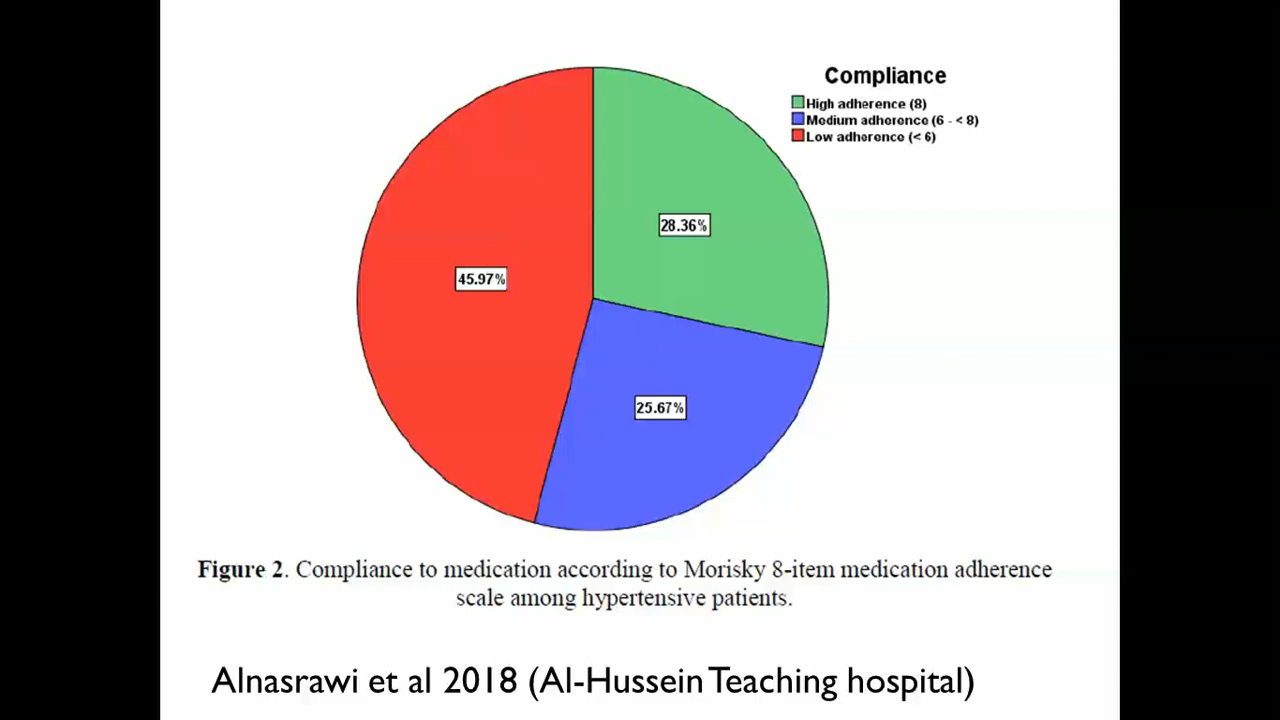 Compliance
High adherence (8)
Medium adherence (6 - < 8)
Low adherence (< 6)
28.36%
45.97%
25.67%
Figure 2. Compliance to medication according to Morisky 8-item medication adherence
scale among hypertensive patients.
Alnasrawi et al 2018 (Al-Hussein Teaching hospital)